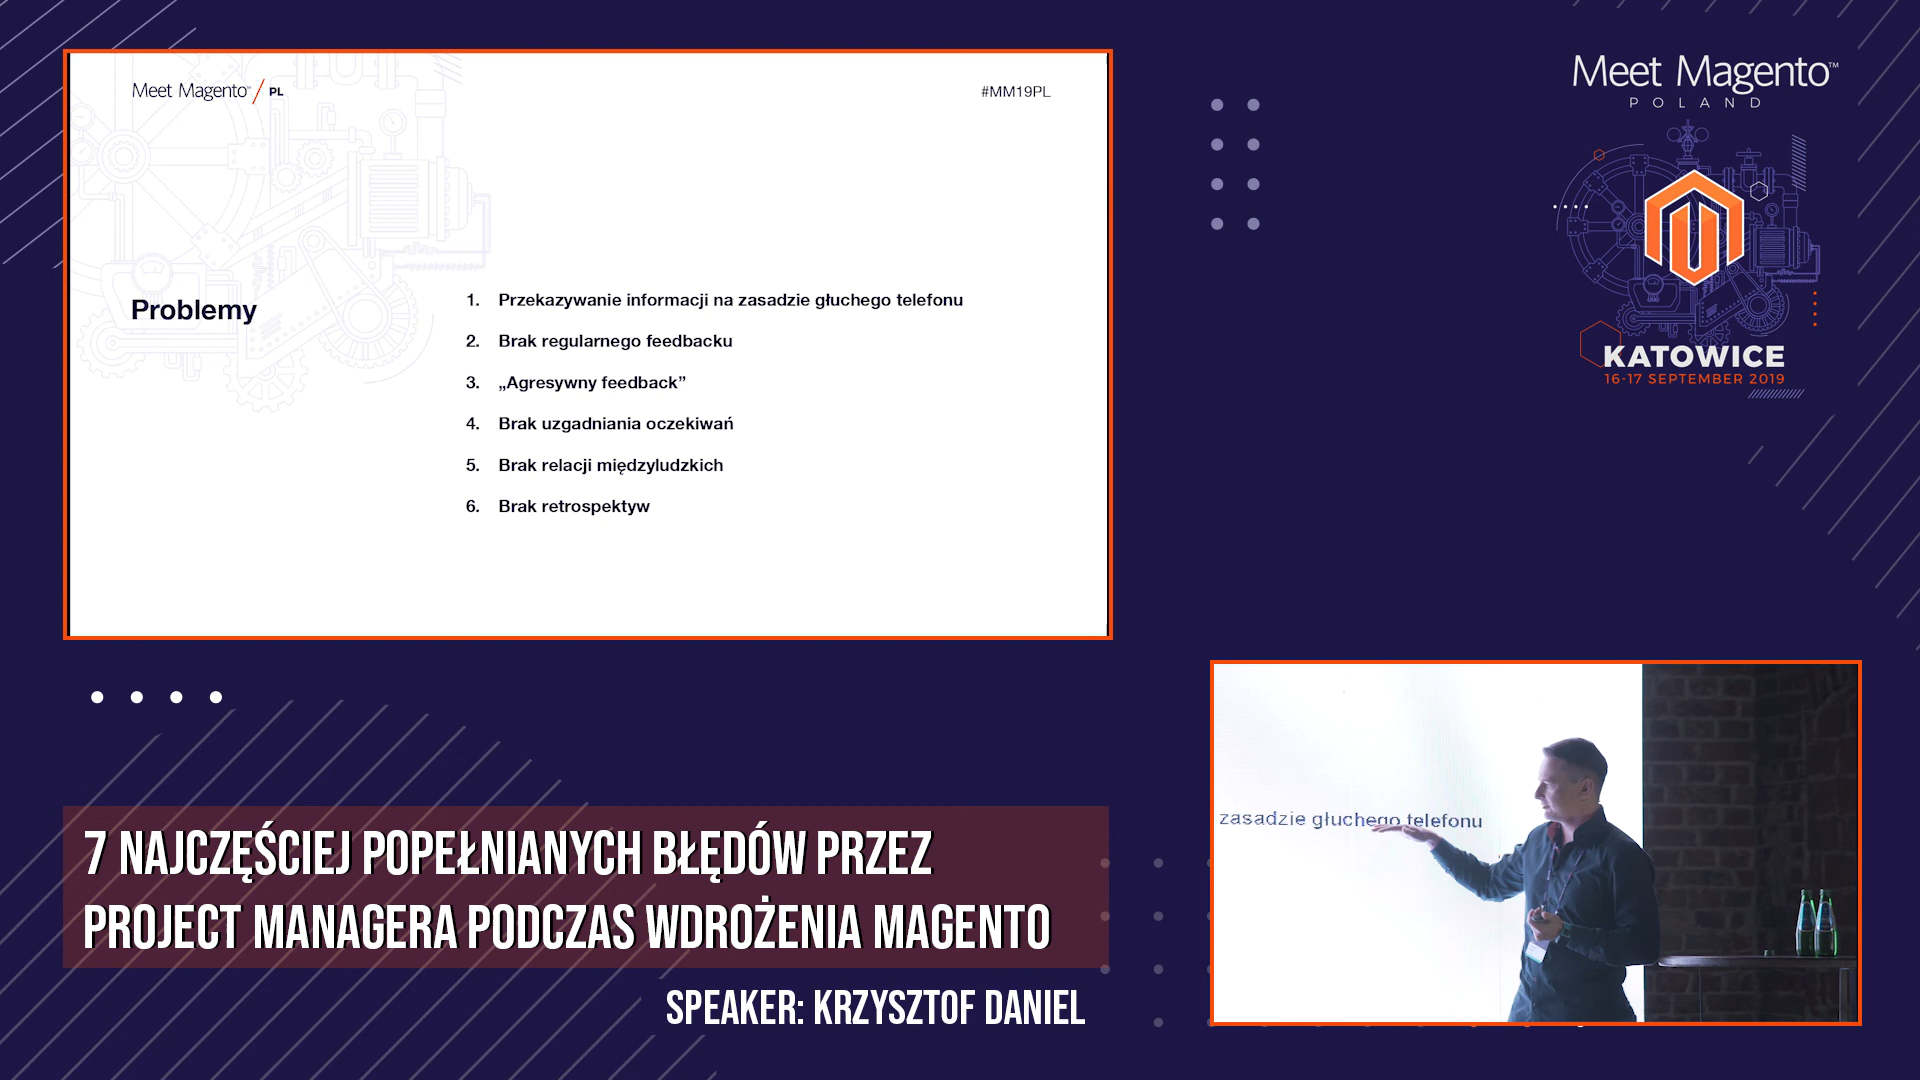 Meet Magento™ / PL
#MM19PL
Problemy
1. Przekazywanie informacji na zasadzie głuchego telefonu
2. Brak regularnego feedbacku
3. „Agresywny feedback”
4. Brak uzgadniania oczekiwań
5. Brak relacji międzyludzkich
6. Brak retrospektyw
Meet Magento™
POLAND
KATOWICE
16-17 SEPTEMBER 2019
zasadzie głuchego telefonu
7 NAJCZĘŚCIEJ POPEŁNIANYCH BŁĘDÓW PRZEZ
PROJECT MANAGERA PODCZAS WDROŻENIA MAGENTO
SPEAKER: KRZYSZTOF DANIEL